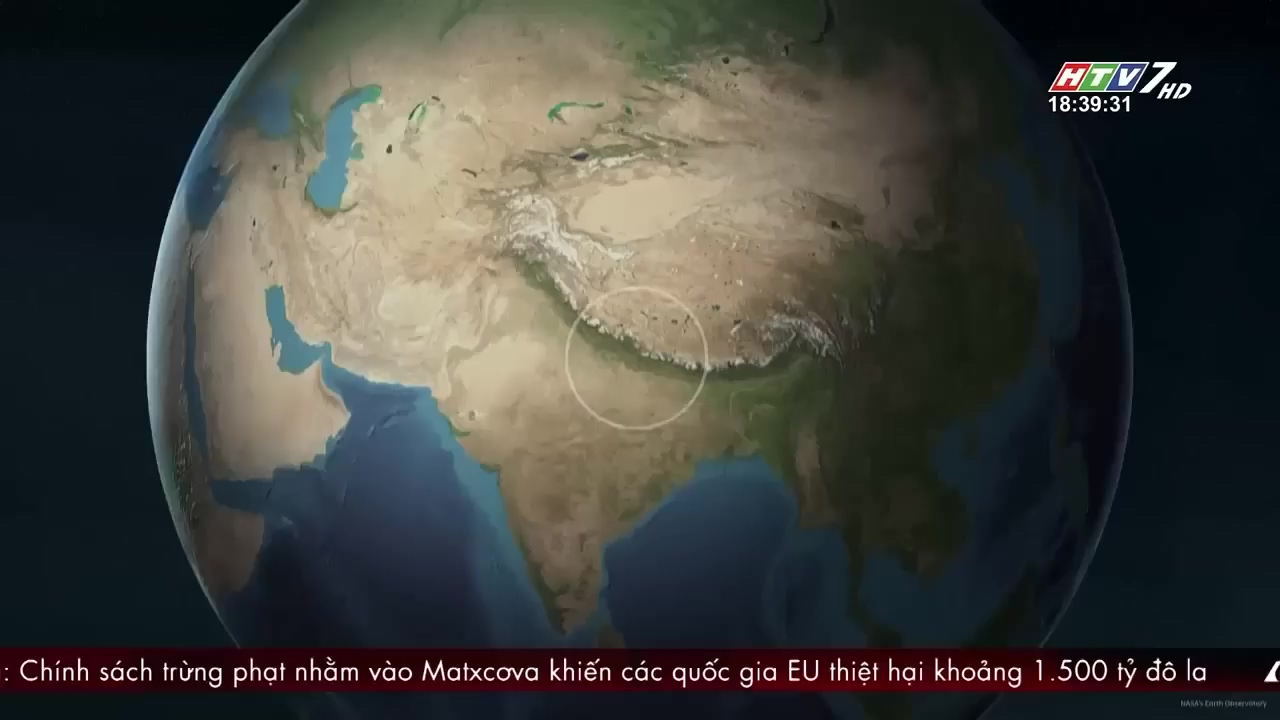 HTV7 HD
18:39:31
: Chính sách trừng phạt nhằm vào Matxcơva khiến các quốc gia EU thiệt hại khoảng 1.500 tỷ đô la
NASA's Earth Observatory